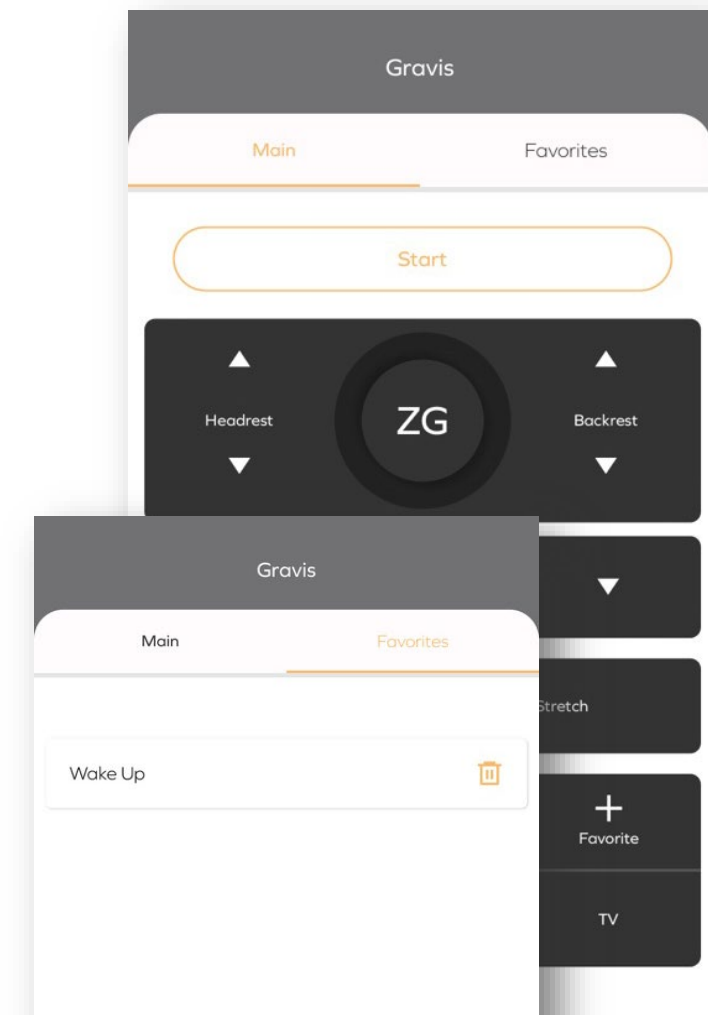 Gravis
Main Favorites
Start
Headrest ZG Backrest
Stretch
Favorite
TV
Gravis
Main Favorites
Wake Up